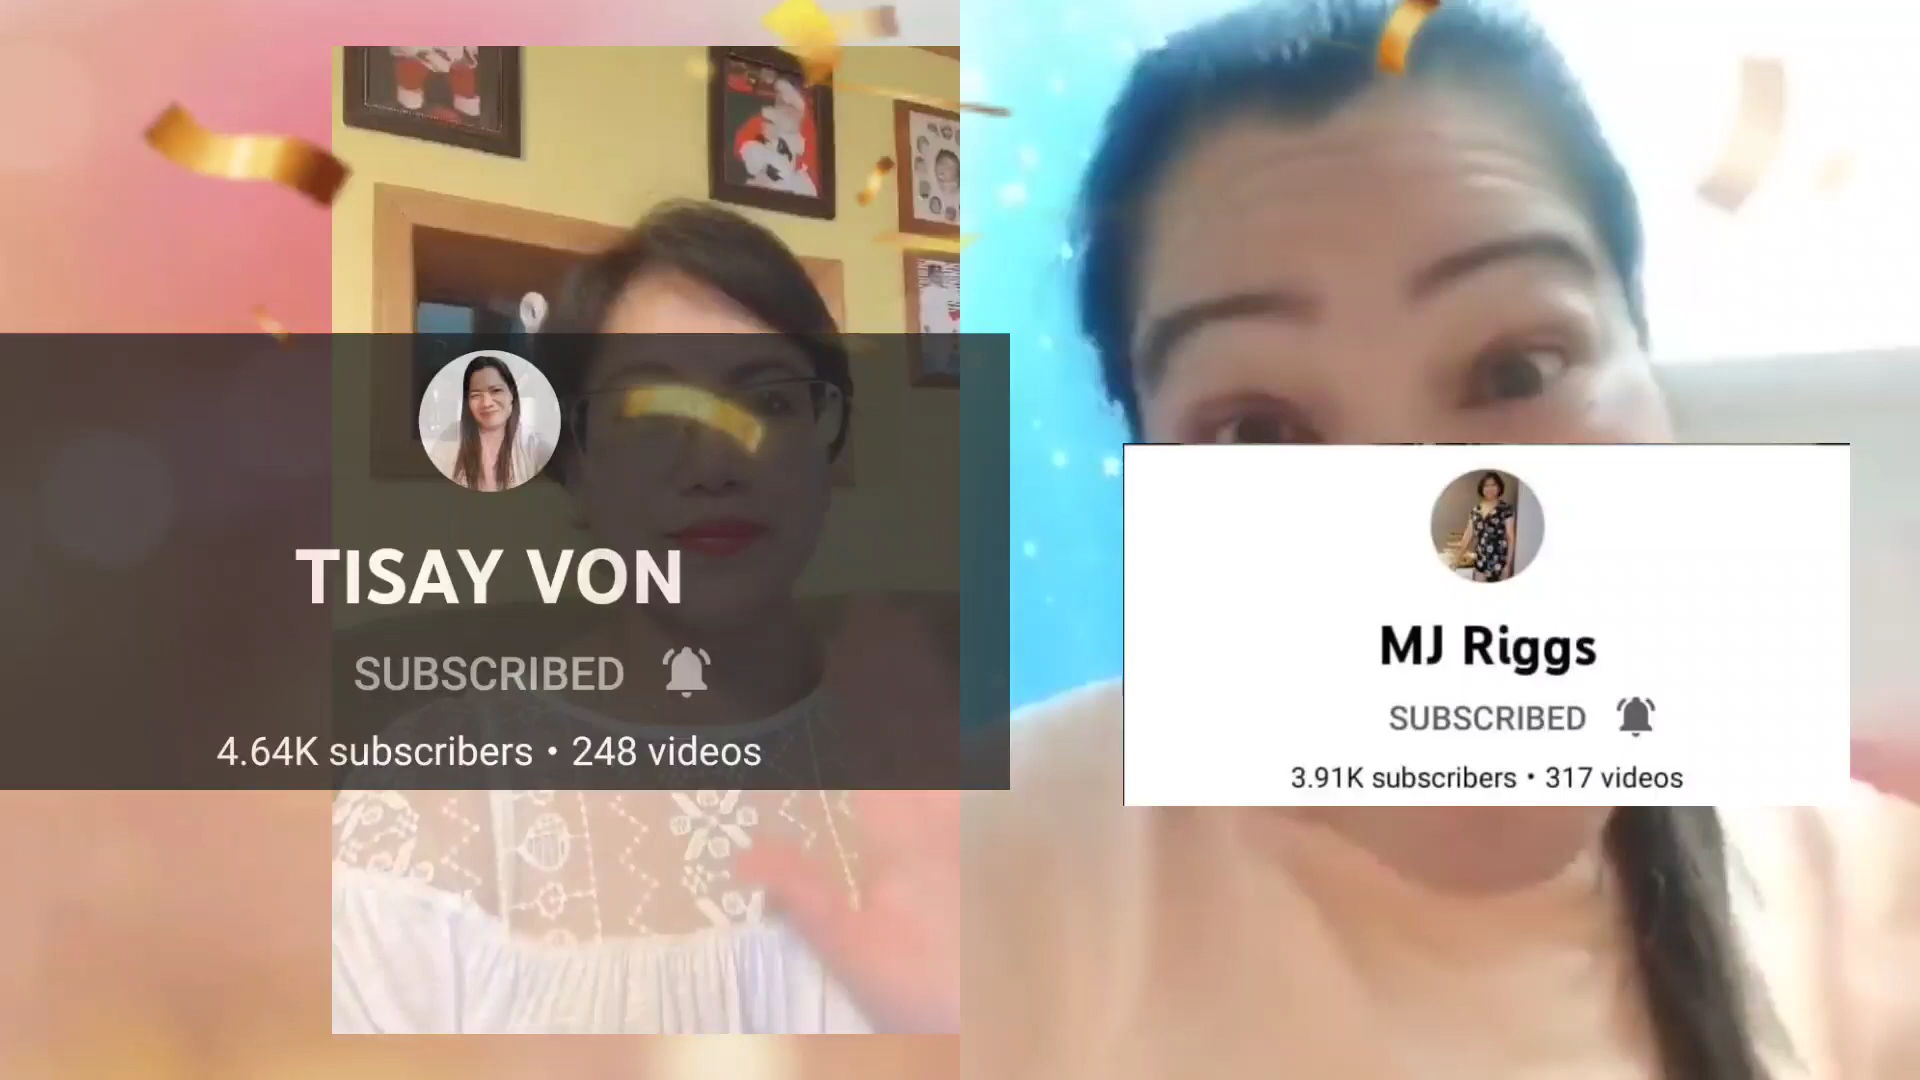 TISAY VON
SUBSCRIBED
4.64K subscribers • 248 videos
MJ Riggs
SUBSCRIBED
3.91K subscribers • 317 videos